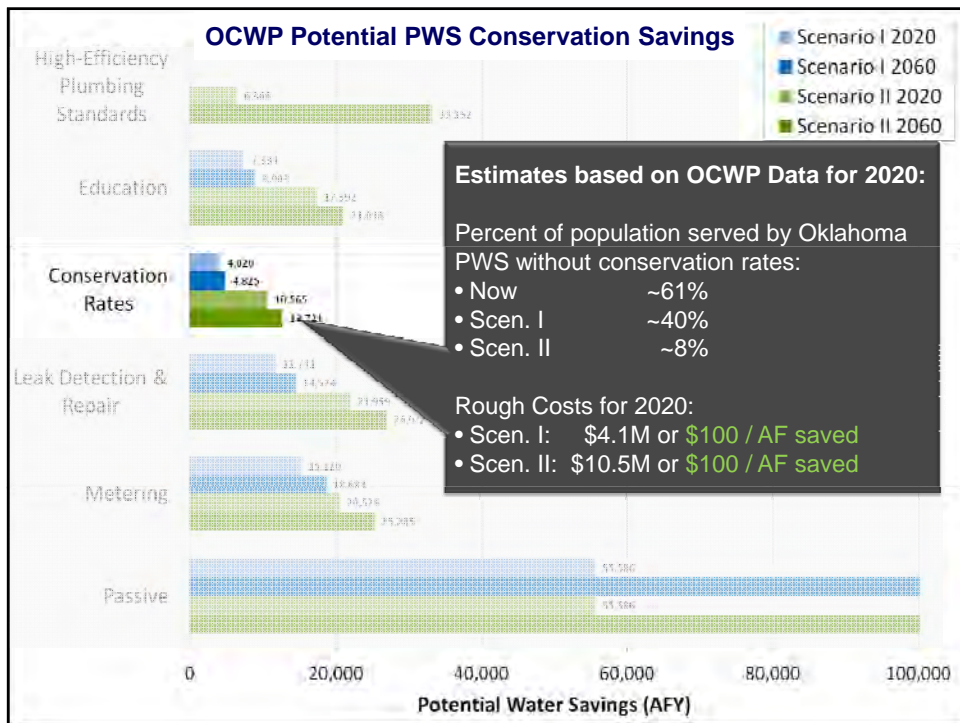 OCWP Potential PWS Conservation Savings
Scenario I 2020
Scenario I 2060
Scenario II 2020
Scenario II 2060
High-Efficiency
Plumbing
Standards
Education
Conservation
Rates
4,020
4,825
10,565
Leak Detection &
Repair
Metering
Passive
55,586
55,586
Estimates based on OCWP Data for 2020:
Percent of population served by Oklahoma
PWS without conservation rates:
• Now ~61%
• Scen. I ~40%
• Scen. II ~8%
Rough Costs for 2020:
• Scen. I: $4.1M or $100 / AF saved
• Scen. II: $10.5M or $100 / AF saved
0 20,000 40,000 60,000 80,000 100,000
Potential Water Savings (AFY)